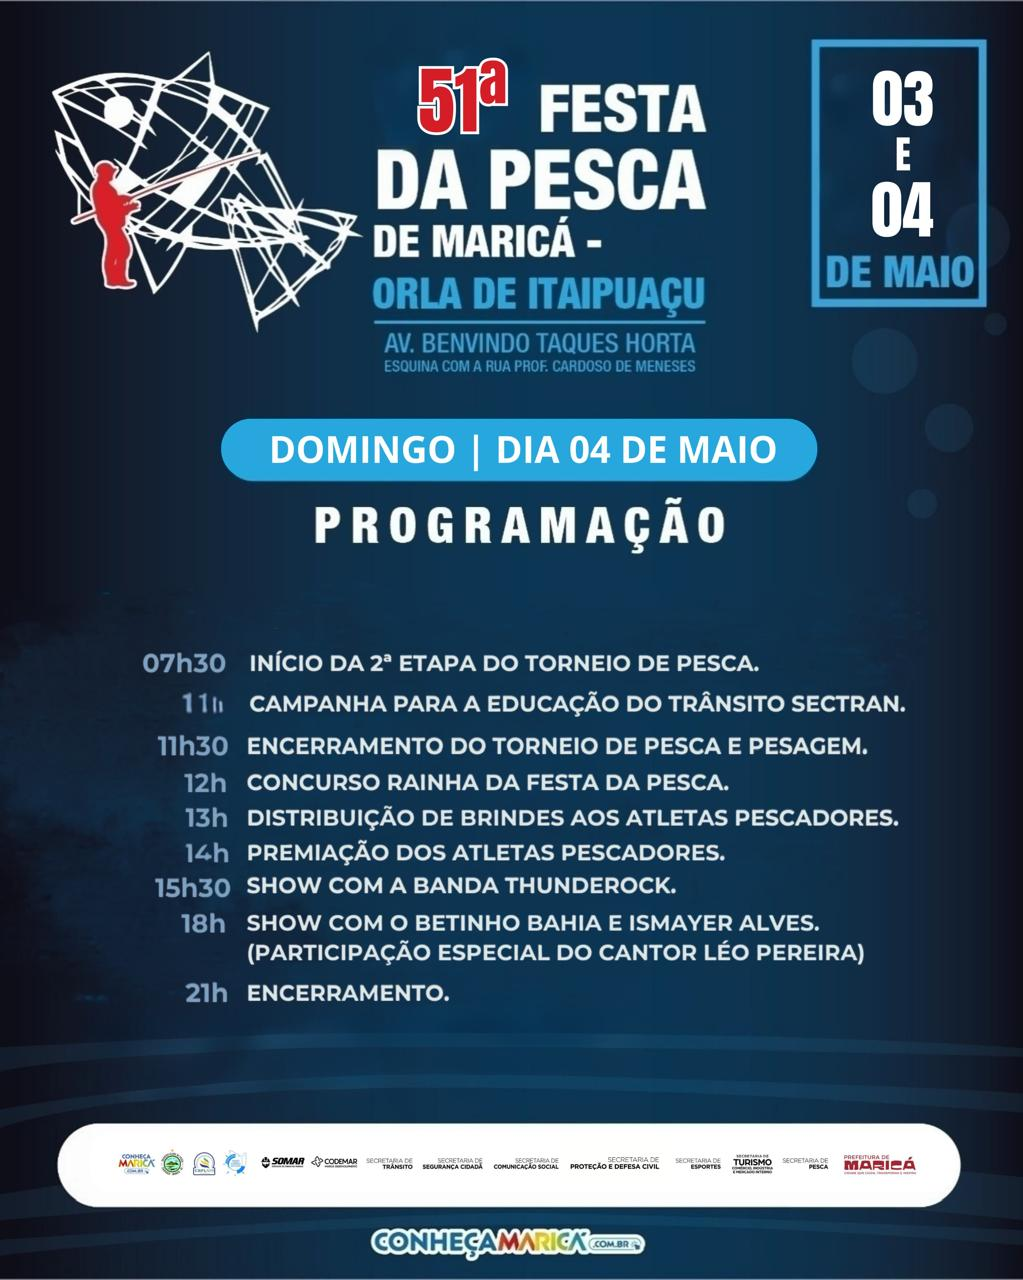 51ª FESTA
DA PESCA
DE MARICÁ -
ORLA DE ITAIPUAÇU
AV. BENVINDO TAQUES HORTA
ESQUINA COM A RUA PROF. CARDOSO DE MENESES
03
E
04
DE MAIO
DOMINGO | DIA 04 DE MAIO
PROGRAMAÇÃO
07h30 INÍCIO DA 2ª ETAPA DO TORNEIO DE PESCA.
11h CAMPANHA PARA A EDUCAÇÃO DO TRÂNSITO SECTRAN.
11h30 ENCERRAMENTO DO TORNEIO DE PESCA E PESAGEM.
12h CONCURSO RAINHA DA FESTA DA PESCA.
13h DISTRIBUIÇÃO DE BRINDES AOS ATLETAS PESCADORES.
14h PREMIAÇÃO DOS ATLETAS PESCADORES.
15h30 SHOW COM A BANDA THUNDEROCK.
18h SHOW COM O BETINHO BAHIA E ISMAYER ALVES.
(PARTICIPAÇÃO ESPECIAL DO CANTOR LÉO PEREIRA)
21h ENCERRAMENTO.
CONHEÇA
MARICÁ
.COM.BR
SOMAR
CODEMAR
SECRETARIA DE
TRÂNSITO
SECRETARIA DE
SEGURANÇA CIDADÃ
SECRETARIA DE
COMUNICAÇÃO SOCIAL
SECRETARIA DE
PROTEÇÃO E DEFESA CIVIL
SECRETARIA DE
ESPORTES
SECRETARIA DE
TURISMO
COMÉRCIO, INDÚSTRIA
E MERCADO INTERNO
SECRETARIA DE
PESCA
PREFEITURA DE
MARICÁ
CONHEÇAMARICÁ .COM.BR